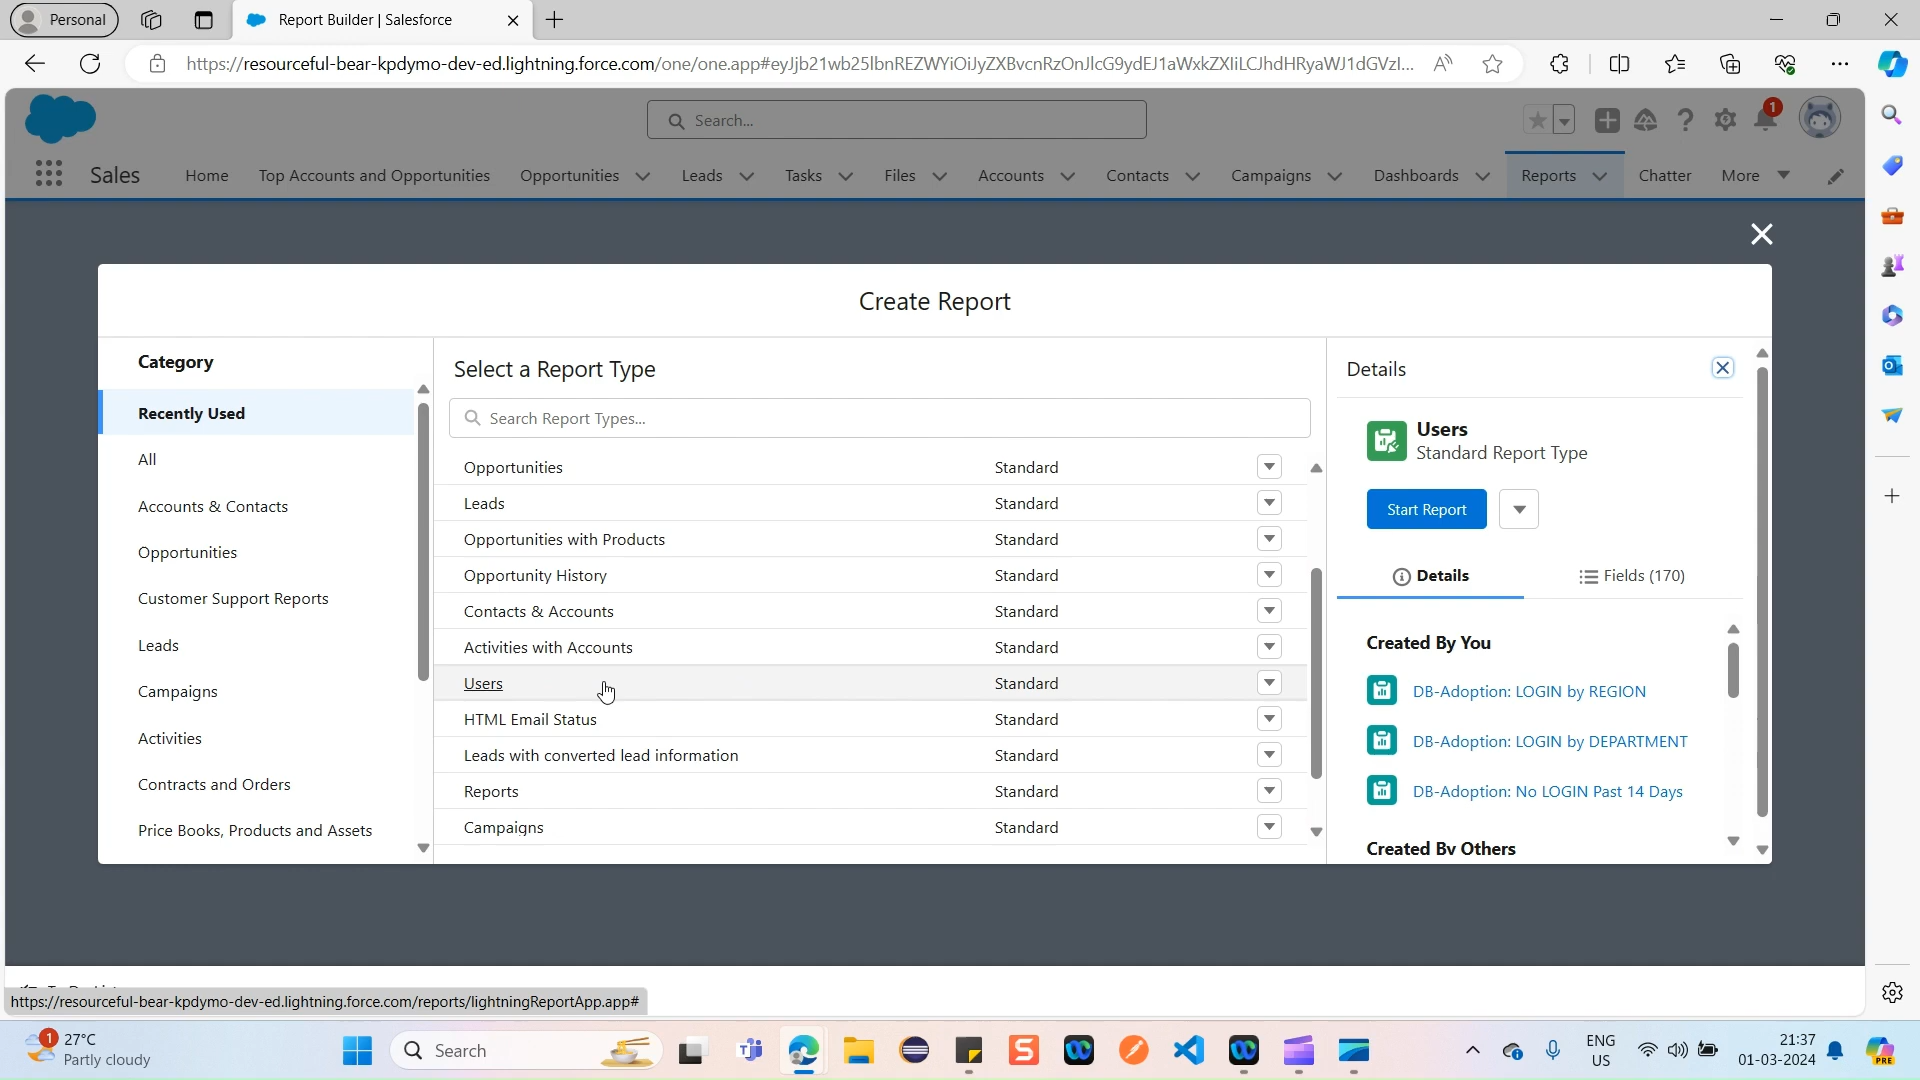 Personal
Report Builder | Salesforce
https://resourceful-bear-kpdymo-dev-ed.lightning.force.com/one/one.app#eyJjb21wb25lbnREZWYiOiJyZXBvcnRzOnJlcG9ydEJ1aWxkZXIiLCJhdHRyaWJ1dGVzI...
Search...
1
Sales
Home
Top Accounts and Opportunities
Opportunities
Leads
Tasks
Files
Accounts
Contacts
Campaigns
Dashboards
Reports
Chatter
More
Create Report
Category
Recently Used
All
Accounts & Contacts
Opportunities
Customer Support Reports
Leads
Campaigns
Activities
Contracts and Orders
Price Books, Products and Assets
Select a Report Type
Search Report Types...
Opportunities Standard
Leads Standard
Opportunities with Products Standard
Opportunity History Standard
Contacts & Accounts Standard
Activities with Accounts Standard
Users Standard
HTML Email Status Standard
Leads with converted lead information Standard
Reports Standard
Campaigns Standard
Details
Users
Standard Report Type
Start Report
Details
Fields (170)
Created By You
DB-Adoption: LOGIN by REGION
DB-Adoption: LOGIN by DEPARTMENT
DB-Adoption: No LOGIN Past 14 Days
Created By Others
https://resourceful-bear-kpdymo-dev-ed.lightning.force.com/reports/lightningReportApp.app#
1
27°C
Partly cloudy
Search
ENG
US
21:37
01-03-2024
PRE